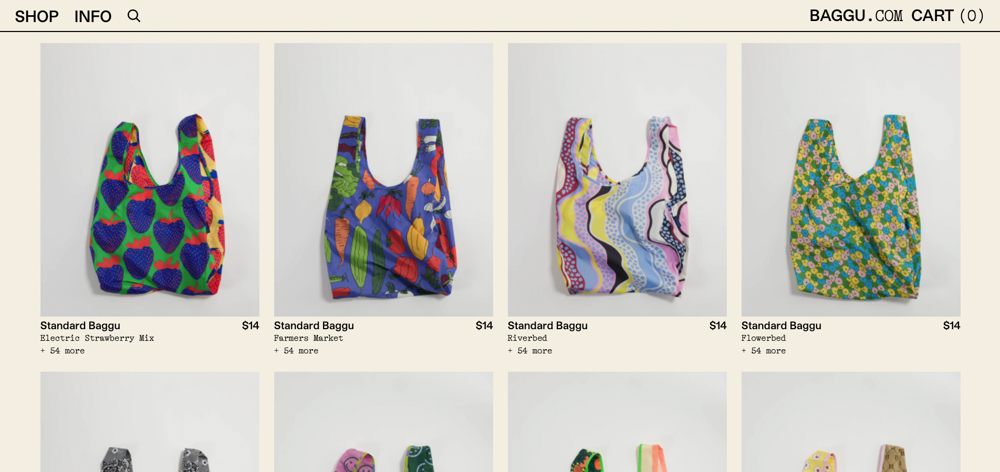 SHOP INFO BAGGU.COM CART (0)
Standard Baggu $14
Electric Strawberry Mix
+ 54 more
Standard Baggu $14
Farmers Market
+ 54 more
Standard Baggu $14
Riverbed
+ 54 more
Standard Baggu $14
Flowerbed
+ 54 more